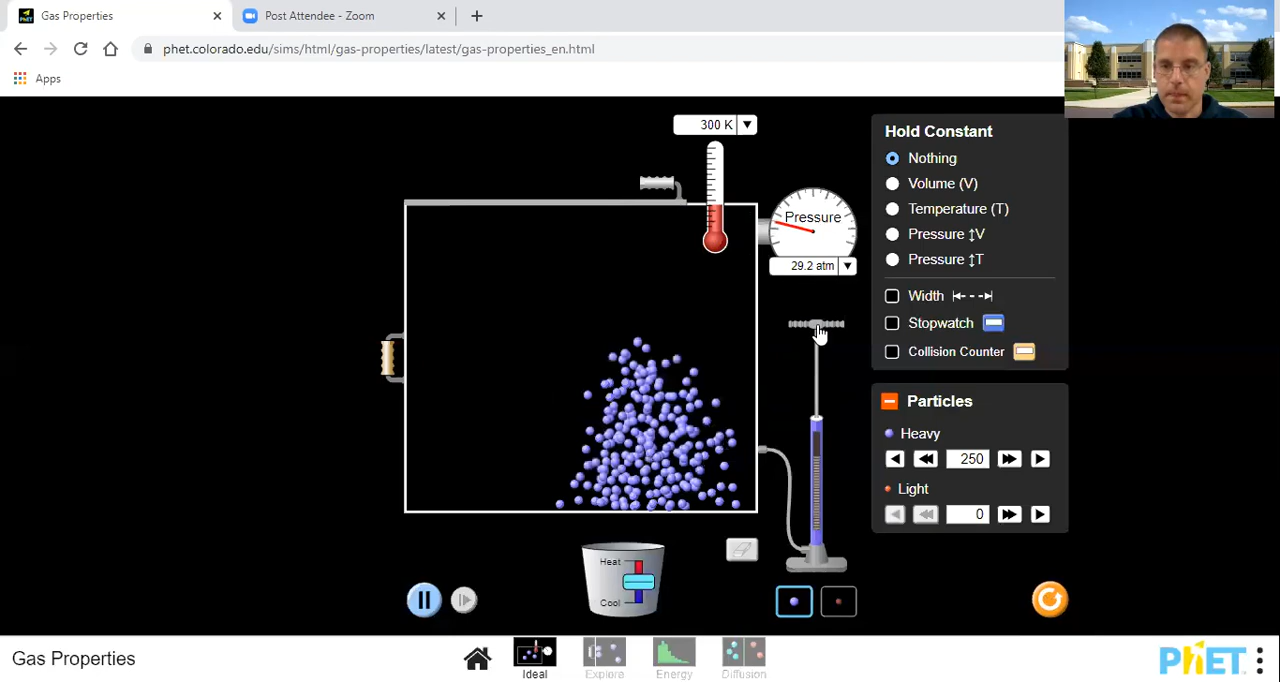 Gas Properties
Post Attendee - Zoom
phet.colorado.edu/sims/html/gas-properties/latest/gas-properties_en.html
Apps
300 K
Pressure
29.2 atm
Hold Constant
Nothing
Volume (V)
Temperature (T)
Pressure ↕V
Pressure ↕T
Width
Stopwatch
Collision Counter
Particles
Heavy
250
Light
0
Heat
Cool
Gas Properties
Ideal
Explore
Energy
Diffusion
PhET